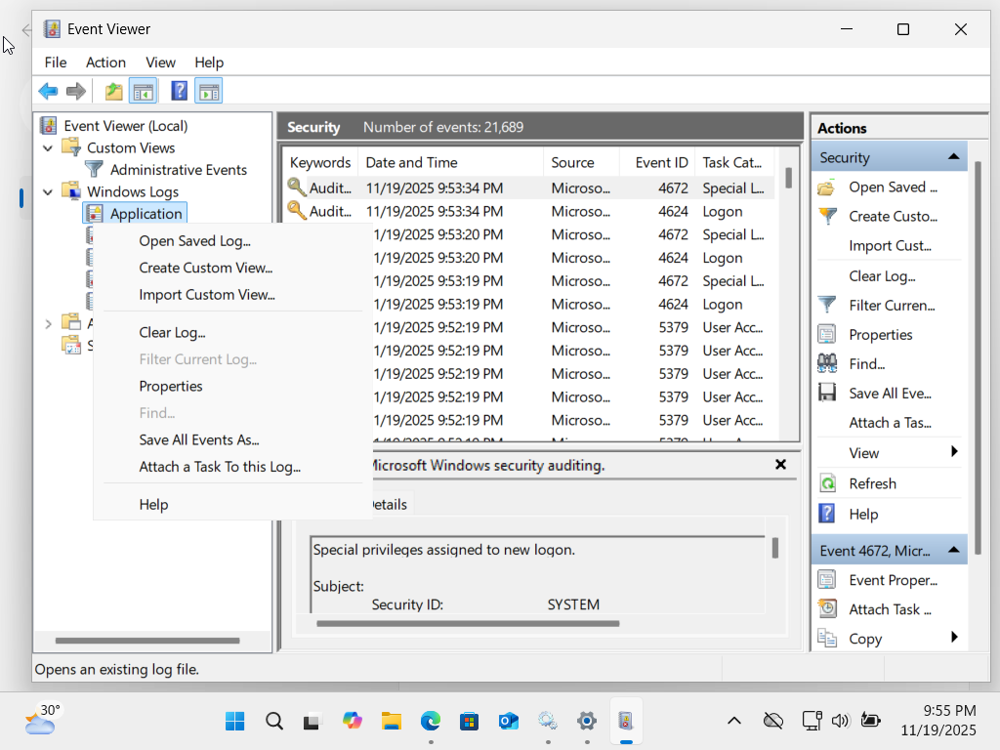 Event Viewer
File Action View Help
Event Viewer (Local)
Custom Views
Administrative Events
Windows Logs
Application
Open Saved Log...
Create Custom View...
Import Custom View...
Clear Log...
Filter Current Log...
Properties
Find...
Save All Events As...
Attach a Task To this Log...
Help
Security Number of events: 21,689
Keywords Date and Time Source Event ID Task Cat...
Audit... 11/19/2025 9:53:34 PM Microso... 4672 Special L...
Audit... 11/19/2025 9:53:34 PM Microso... 4624 Logon
1/19/2025 9:53:20 PM Microso... 4672 Special L...
1/19/2025 9:53:20 PM Microso... 4624 Logon
1/19/2025 9:53:19 PM Microso... 4672 Special L...
1/19/2025 9:53:19 PM Microso... 4624 Logon
1/19/2025 9:52:19 PM Microso... 5379 User Acc...
1/19/2025 9:52:19 PM Microso... 5379 User Acc...
1/19/2025 9:52:19 PM Microso... 5379 User Acc...
1/19/2025 9:52:19 PM Microso... 5379 User Acc...
1/19/2025 9:52:19 PM Microso... 5379 User Acc...
Microsoft Windows security auditing.
Details
Special privileges assigned to new logon.
Subject:
Security ID: SYSTEM
Actions
Security
Open Saved ...
Create Custo...
Import Cust...
Clear Log...
Filter Curren...
Properties
Find...
Save All Eve...
Attach a Tas...
View
Refresh
Help
Event 4672, Micr...
Event Proper...
Attach Task ...
Copy
Opens an existing log file.
30°
9:55 PM
11/19/2025